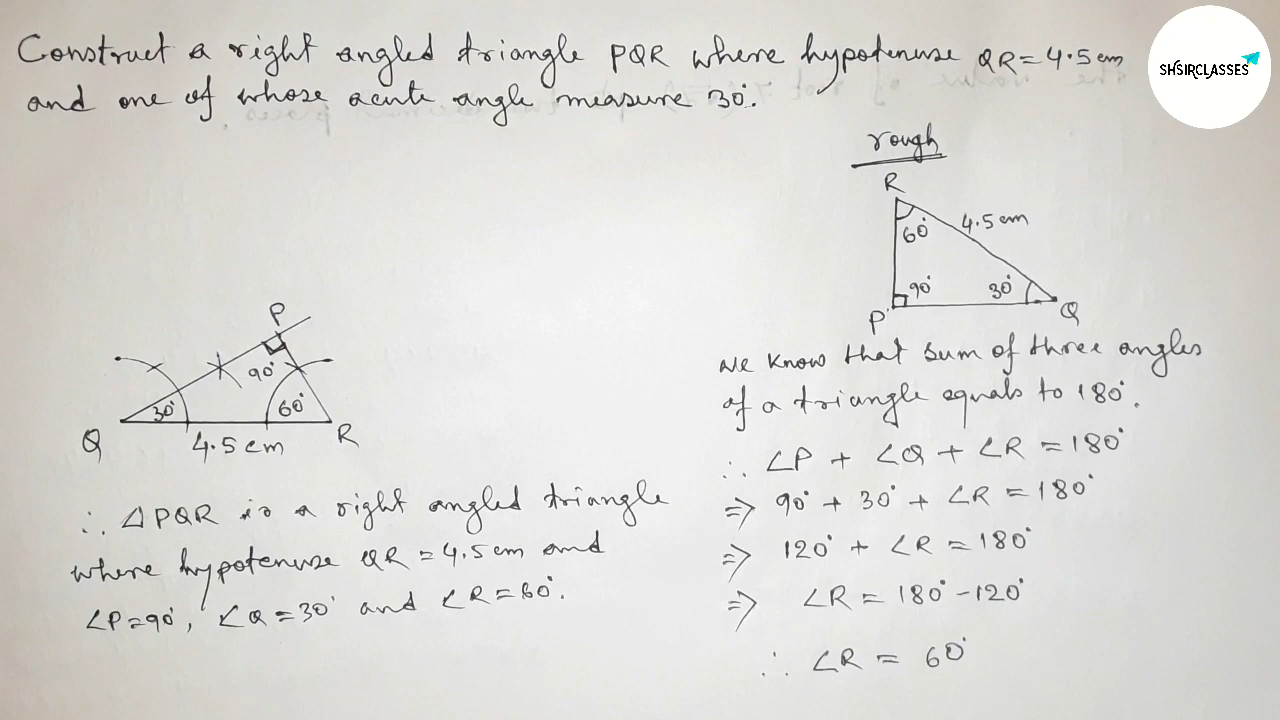 Construct a right angled triangle PQR where hypotenuse QR = 4.5 cm
and one of whose acute angle measure 30°.
SHSIRCLASSES
rough
R
60°
4.5 cm
90°
30°
P
Q
we know that sum of three angles
of a triangle equals to 180°.
∴ ∠P + ∠Q + ∠R = 180°
⇒ 90° + 30° + ∠R = 180°
⇒ 120° + ∠R = 180°
⇒ ∠R = 180° - 120°
∴ ∠R = 60°
P
90°
30°
60°
Q
4.5 cm
R
∴ △PQR is a right angled triangle
where hypotenuse QR = 4.5 cm and
∠P = 90°, ∠Q = 30° and ∠R = 60°.